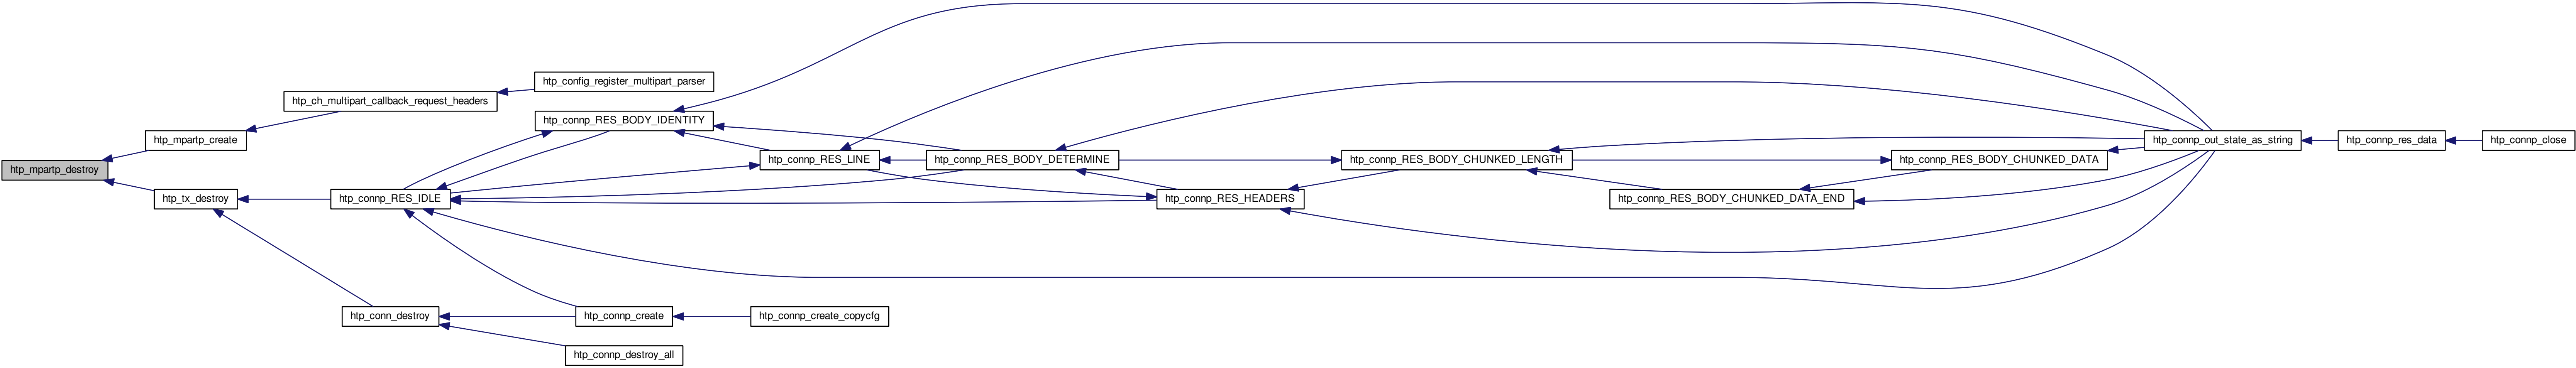 htp_mpartp_destroy
htp_mpartp_create
htp_tx_destroy
htp_ch_multipart_callback_request_headers
htp_connp_RES_IDLE
htp_conn_destroy
htp_config_register_multipart_parser
htp_connp_RES_BODY_IDENTITY
htp_connp_create
htp_connp_destroy_all
htp_connp_RES_LINE
htp_connp_create_copycfg
htp_connp_RES_BODY_DETERMINE
htp_connp_RES_HEADERS
htp_connp_RES_BODY_CHUNKED_LENGTH
htp_connp_RES_BODY_CHUNKED_DATA_END
htp_connp_RES_BODY_CHUNKED_DATA
htp_connp_out_state_as_string
htp_connp_res_data
htp_connp_close